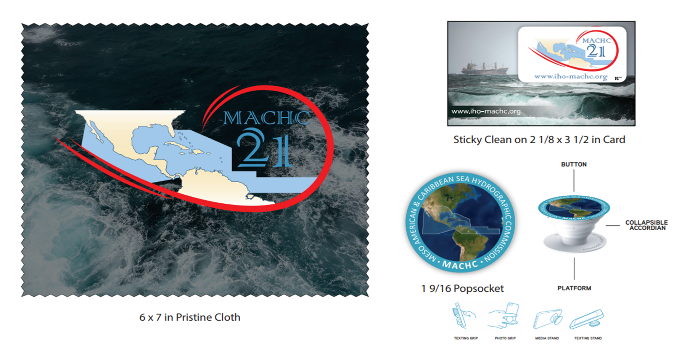 MACHC
21
6 x 7 in Pristine Cloth
MACHC
21
www.iho-machc.org
www.iho-machc.org
Sticky Clean on 2 1/8 x 3 1/2 in Card
MESO AMERICAN & CARIBBEAN SEA HYDROGRAPHIC COMMISSION
• MACHC •
1 9/16 Popsocket
BUTTON
COLLAPSIBLE
ACCORDIAN
PLATFORM
TEXTING GRIP
PHOTO GRIP
MEDIA STAND
TEXTING STAND